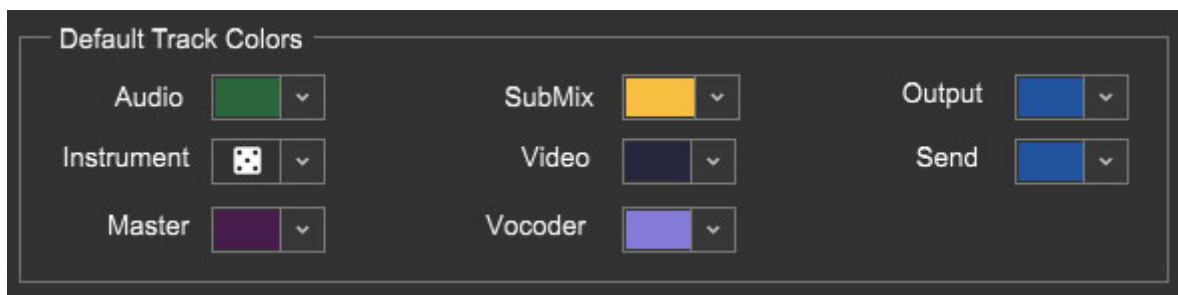 Default Track Colors
Audio SubMix Output
Instrument Video Send
Master Vocoder